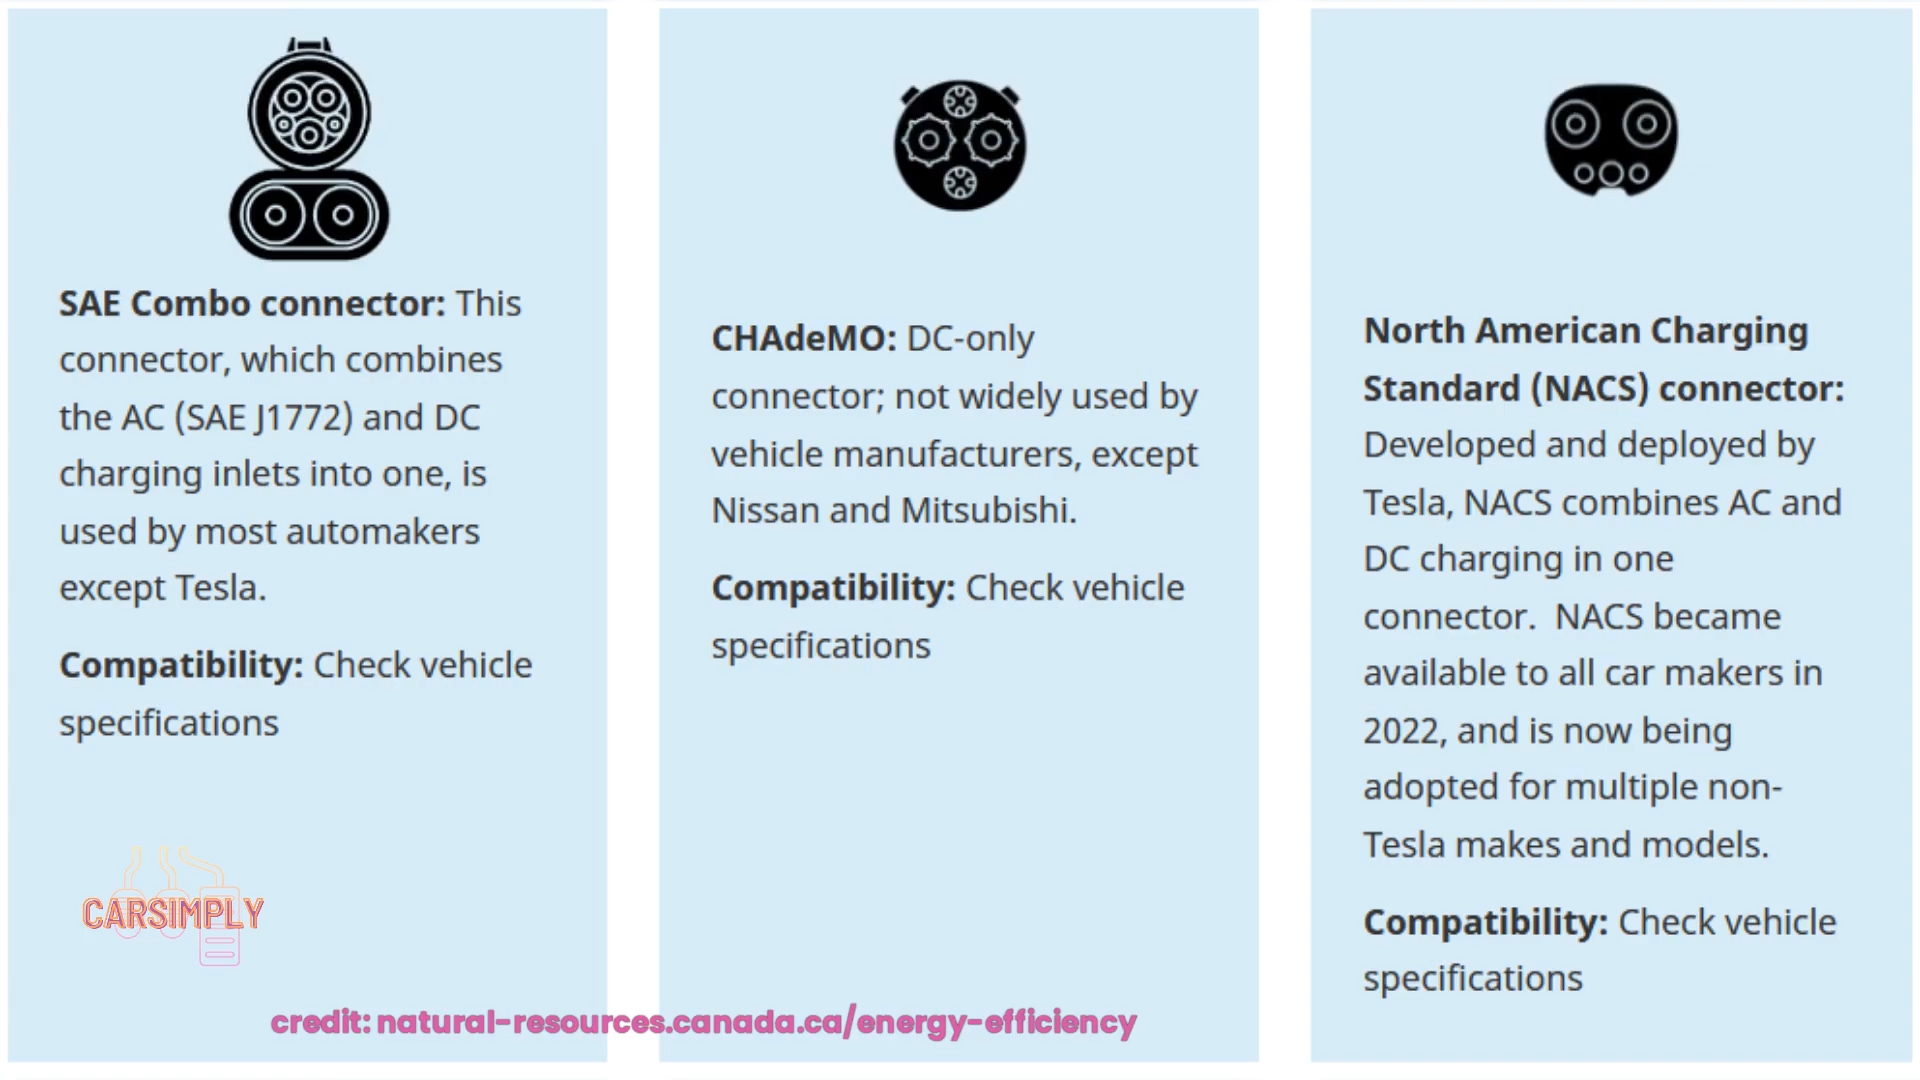 SAE Combo connector: This
connector, which combines
the AC (SAE J1772) and DC
charging inlets into one, is
used by most automakers
except Tesla.
Compatibility: Check vehicle
specifications
CHAdeMO: DC-only
connector; not widely used by
vehicle manufacturers, except
Nissan and Mitsubishi.
Compatibility: Check vehicle
specifications
North American Charging
Standard (NACS) connector:
Developed and deployed by
Tesla, NACS combines AC and
DC charging in one
connector.  NACS became
available to all car makers in
2022, and is now being
adopted for multiple non-
Tesla makes and models.
Compatibility: Check vehicle
specifications
CARSIMPLY
credit: natural-resources.canada.ca/energy-efficiency